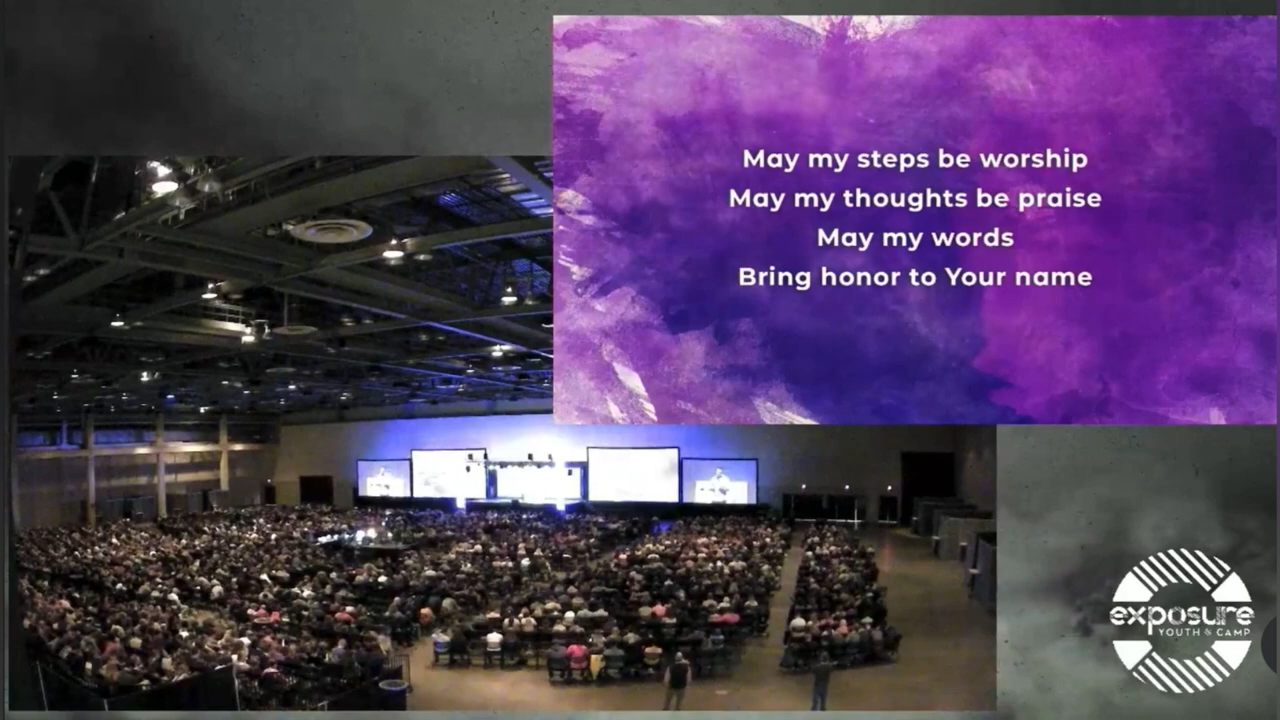 May my steps be worship
May my thoughts be praise
May my words
Bring honor to Your name
exposure
YOUTH & CAMP